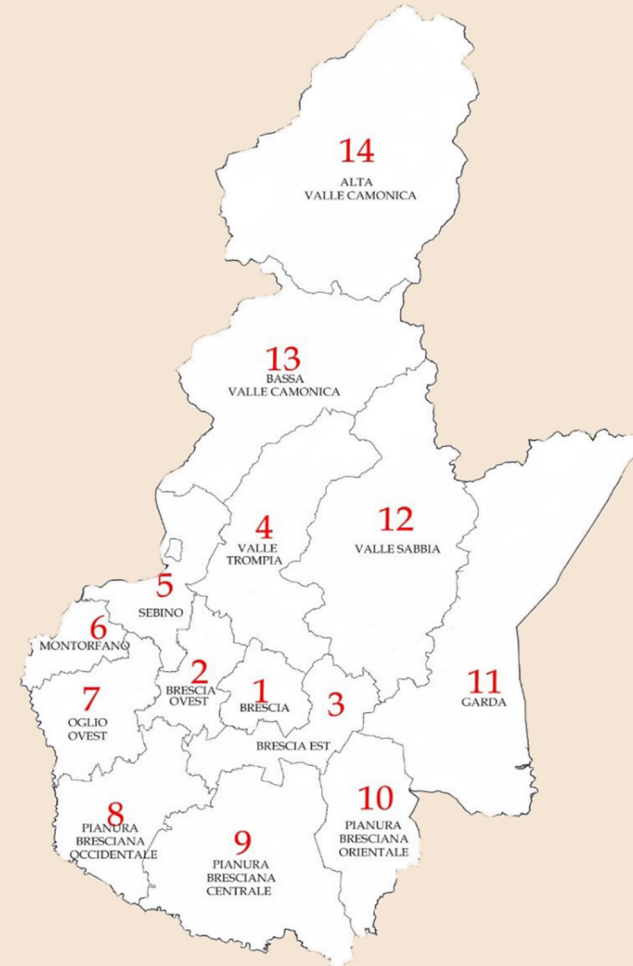 14
ALTA
VALLE CAMONICA
13
BASSA
VALLE CAMONICA
12
VALLE SABBIA
4
VALLE
TROMPIA
5
SEBINO
6
MONTORFANO
2
BRESCIA
OVEST
1
BRESCIA
3
BRESCIA EST
11
GARDA
7
OGLIO
OVEST
8
PIANURA
BRESCIANA
OCCIDENTALE
9
PIANURA
BRESCIANA
CENTRALE
10
PIANURA
BRESCIANA
ORIENTALE